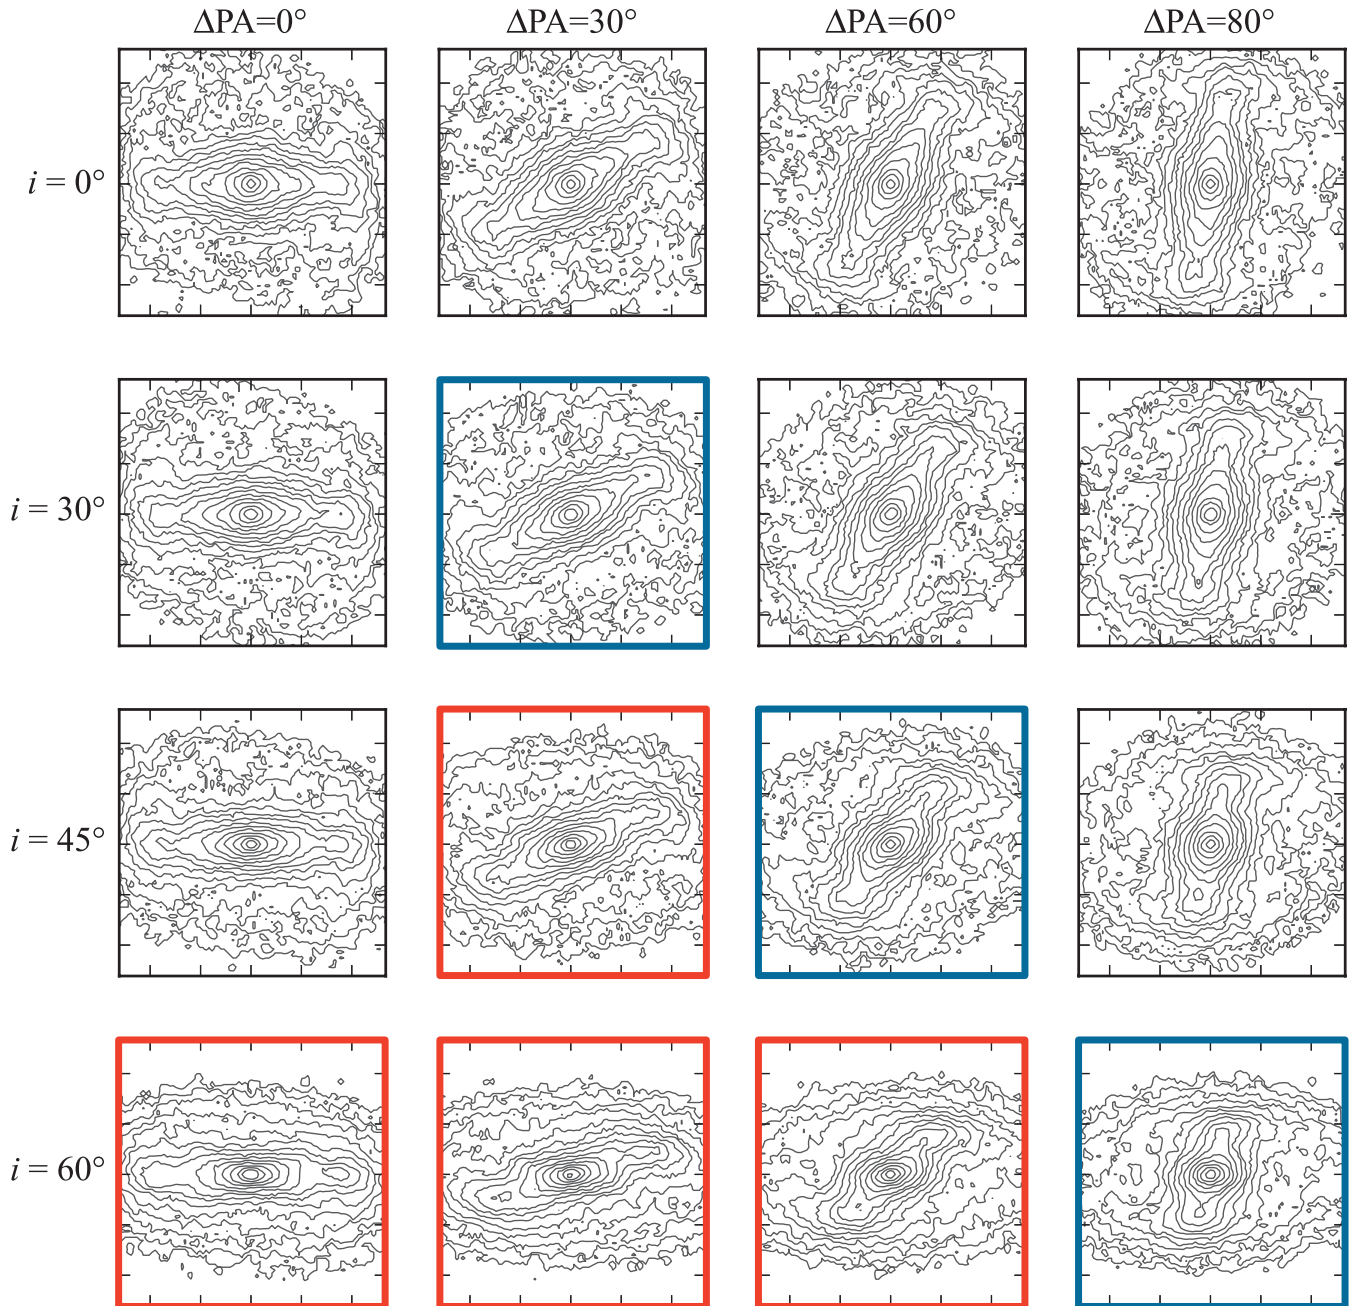 ΔPA=0° ΔPA=30° ΔPA=60° ΔPA=80°
i = 0°
i = 30°
i = 45°
i = 60°